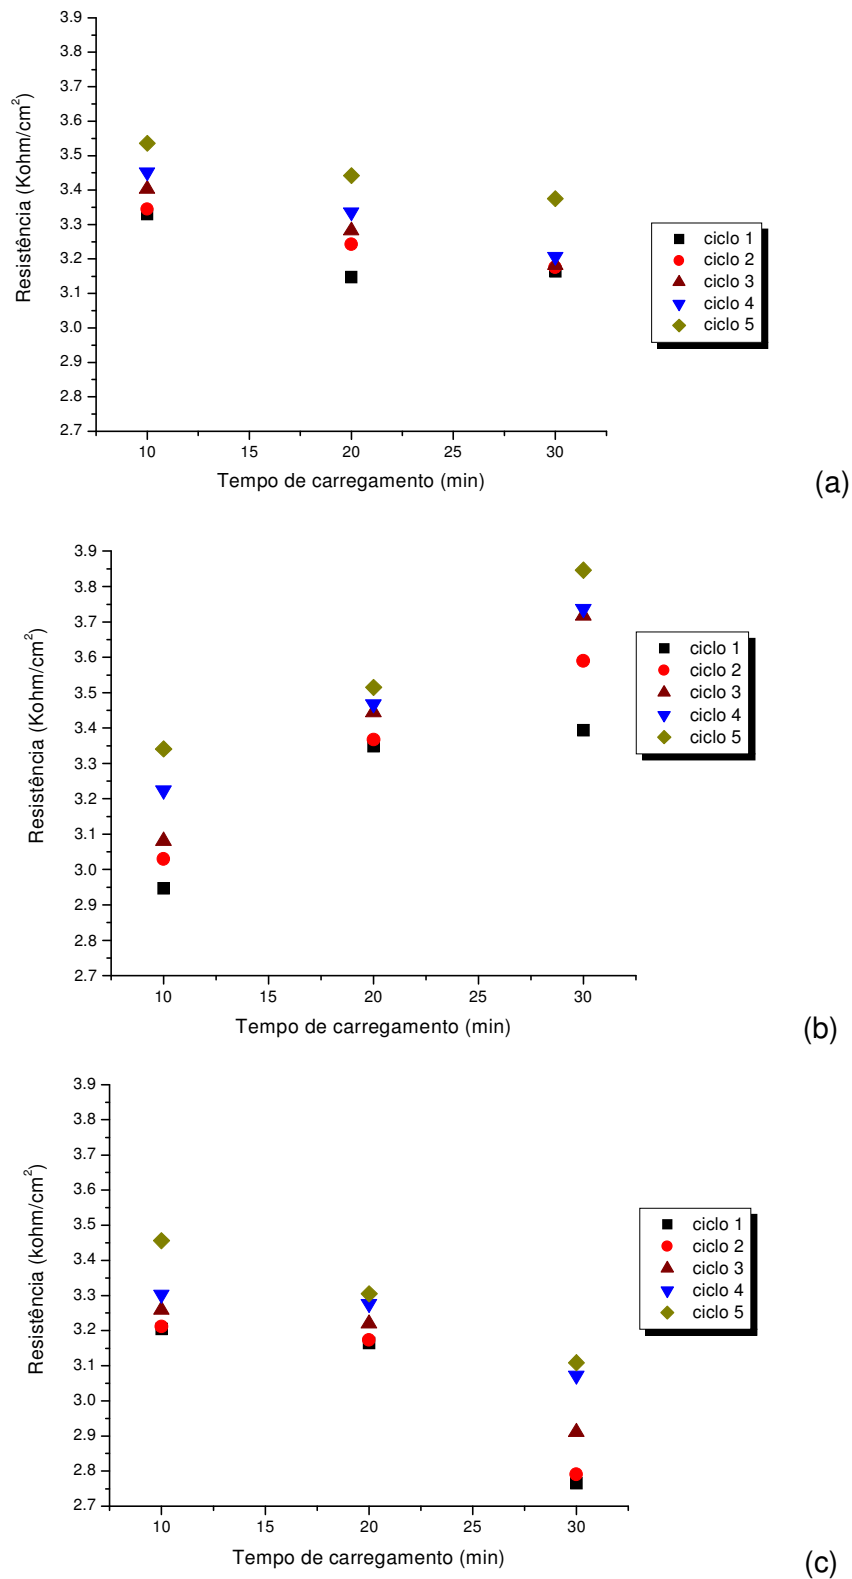 3.9
3.8
3.7
3.6
3.5
3.4
3.3
3.2
3.1
3.0
2.9
2.8
2.7
Resistência (Kohm/cm²)
10 15 20 25 30
Tempo de carregamento (min)
ciclo 1
ciclo 2
ciclo 3
ciclo 4
ciclo 5
(a)
3.9
3.8
3.7
3.6
3.5
3.4
3.3
3.2
3.1
3.0
2.9
2.8
2.7
Resistência (Kohm/cm²)
10 15 20 25 30
Tempo de carregamento (min)
ciclo 1
ciclo 2
ciclo 3
ciclo 4
ciclo 5
(b)
3.9
3.8
3.7
3.6
3.5
3.4
3.3
3.2
3.1
3.0
2.9
2.8
2.7
Resistência (kohm/cm²)
10 15 20 25 30
Tempo de carregamento (min)
ciclo 1
ciclo 2
ciclo 3
ciclo 4
ciclo 5
(c)